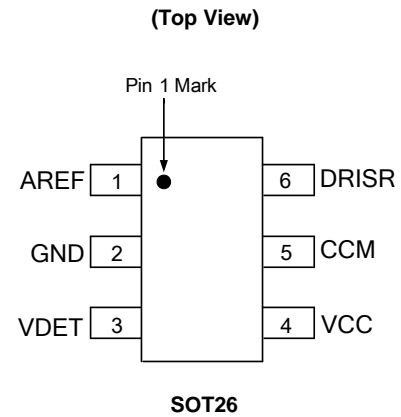 (Top View)
Pin 1 Mark
AREF 1 6 DRISR
GND 2 5 CCM
VDET 3 4 VCC
SOT26